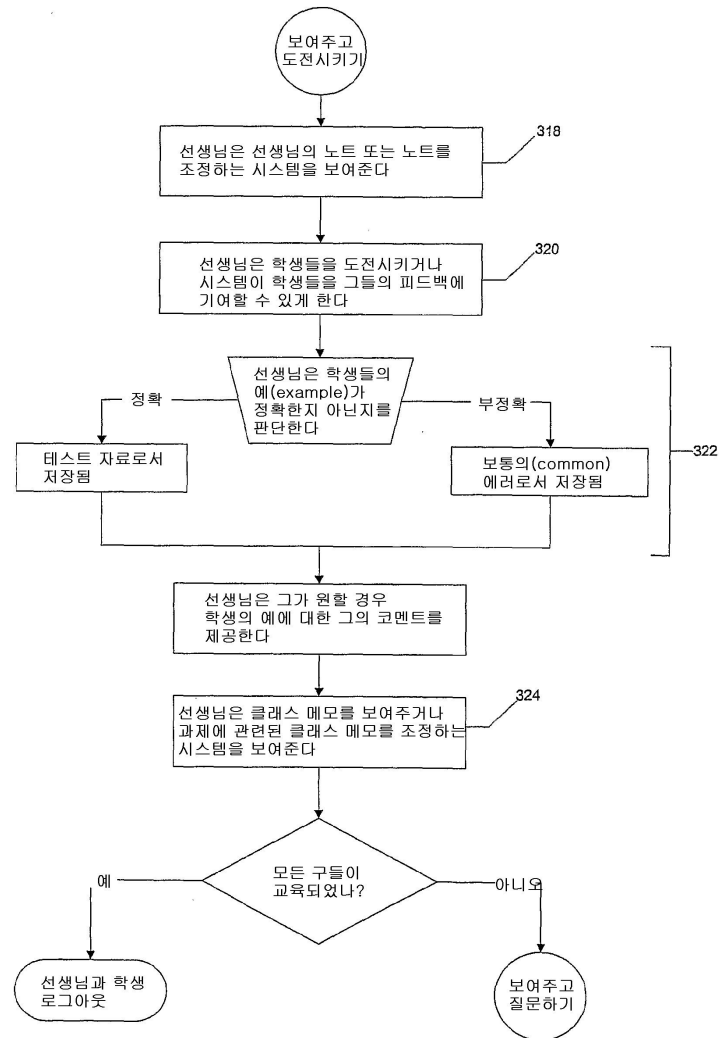 보여주고
도전시키기
318
선생님은 선생님의 노트 또는 노트를
조정하는 시스템을 보여준다
320
선생님은 학생들을 도전시키거나
시스템이 학생들을 그들의 피드백에
기여할 수 있게 한다
선생님은 학생들의
예(example)가
정확한지 아닌지를
판단한다
정확
부정확
테스트 자료로서
저장됨
보통의(common)
에러로서 저장됨
322
선생님은 그가 원할 경우
학생의 예에 대한 그의 코멘트를
제공한다
324
선생님은 클래스 메모를 보여주거나
과제에 관련된 클래스 메모를 조정하는
시스템을 보여준다
모든 구들이
교육되었나?
예
아니오
선생님과 학생
로그아웃
보여주고
질문하기